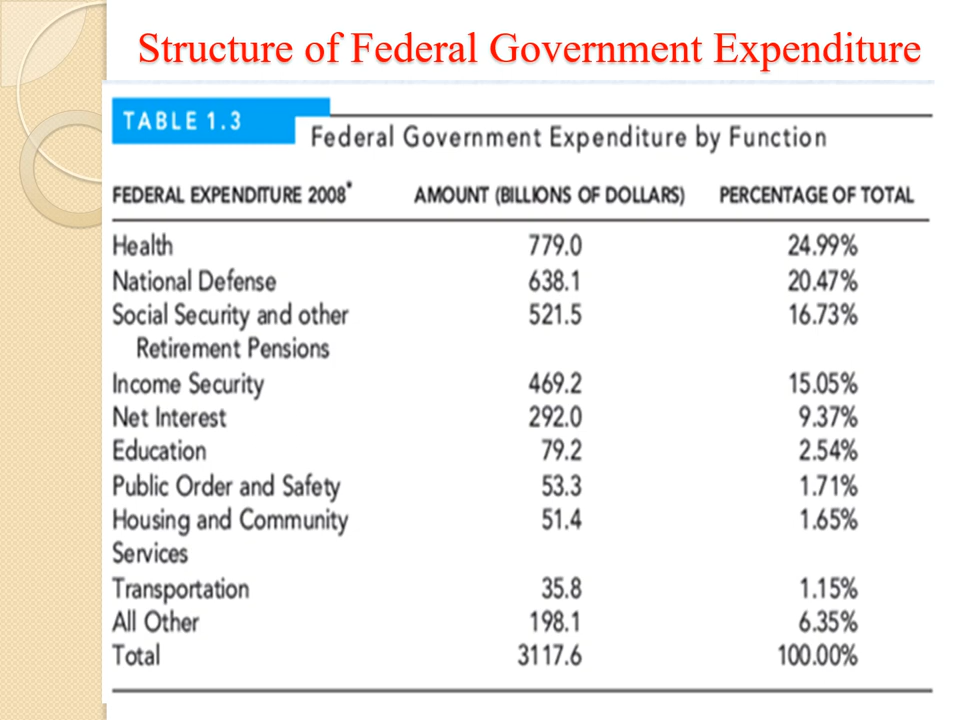 Structure of Federal Government Expenditure
TABLE 1.3
Federal Government Expenditure by Function
FEDERAL EXPENDITURE 2008* AMOUNT (BILLIONS OF DOLLARS) PERCENTAGE OF TOTAL
Health 779.0 24.99%
National Defense 638.1 20.47%
Social Security and other 521.5 16.73%
Retirement Pensions
Income Security 469.2 15.05%
Net Interest 292.0 9.37%
Education 79.2 2.54%
Public Order and Safety 53.3 1.71%
Housing and Community 51.4 1.65%
Services
Transportation 35.8 1.15%
All Other 198.1 6.35%
Total 3117.6 100.00%